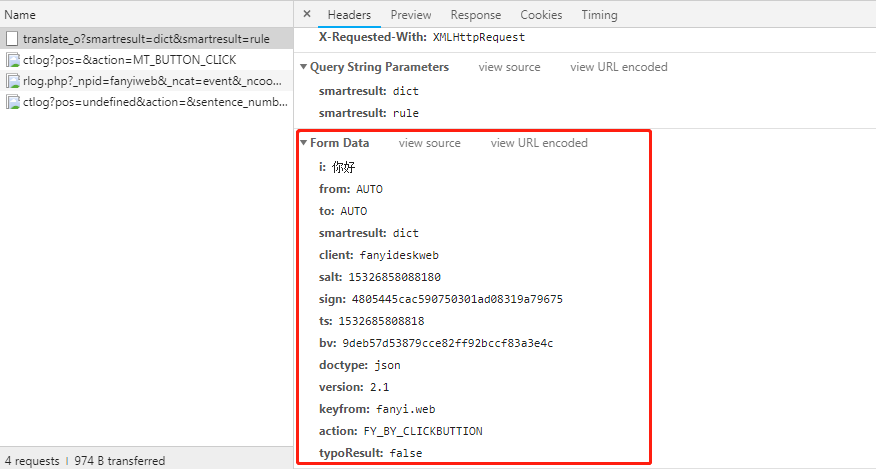 Name
translate_o?smartresult=dict&smartresult=rule
ctlog?pos=&action=MT_BUTTON_CLICK
rlog.php?_npid=fanyiweb&_ncat=event&_ncoo...
ctlog?pos=undefined&action=&sentence_numb...
4 requests 974 B transferred
× Headers Preview Response Cookies Timing
X-Requested-With: XMLHttpRequest
Query String Parameters view source view URL encoded
smartresult: dict
smartresult: rule
Form Data view source view URL encoded
i: 你好
from: AUTO
to: AUTO
smartresult: dict
client: fanyideskweb
salt: 15326858088180
sign: 4805445cac590750301ad08319a79675
ts: 1532685808818
bv: 9deb57d53879cce82ff92bccf83a3e4c
doctype: json
version: 2.1
keyfrom: fanyi.web
action: FY_BY_CLICKBUTTION
typoResult: false